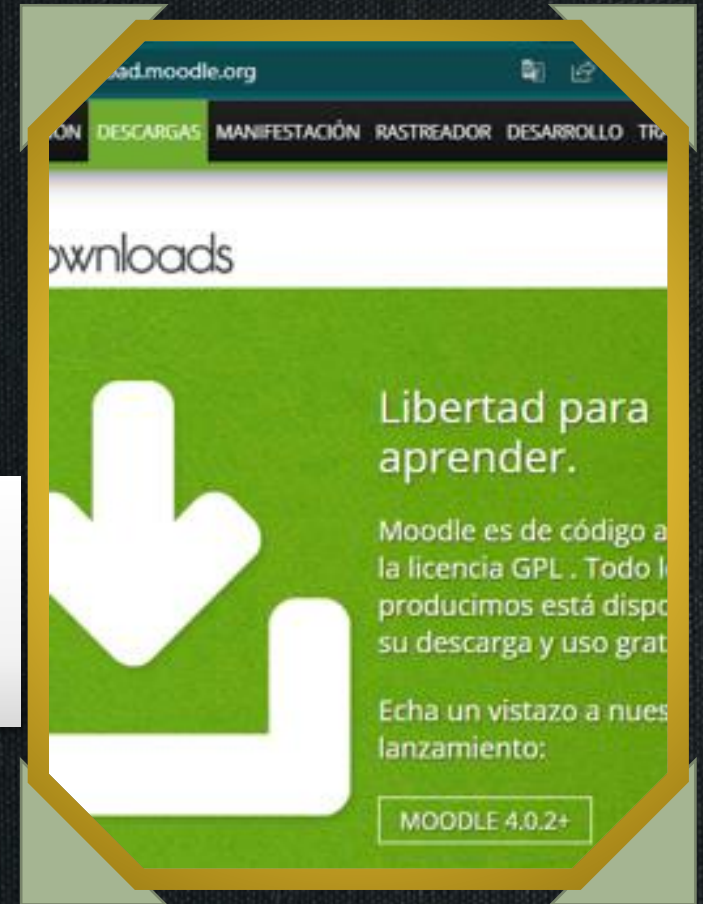 ad.moodle.org
ON DESCARGAS MANIFESTACIÓN RASTREADOR DESARROLLO TRA
ownloads
Libertad para
aprender.
Moodle es de código a
la licencia GPL . Todo l
producimos está dispo
su descarga y uso grat
Echa un vistazo a nues
lanzamiento:
MOODLE 4.0.2+